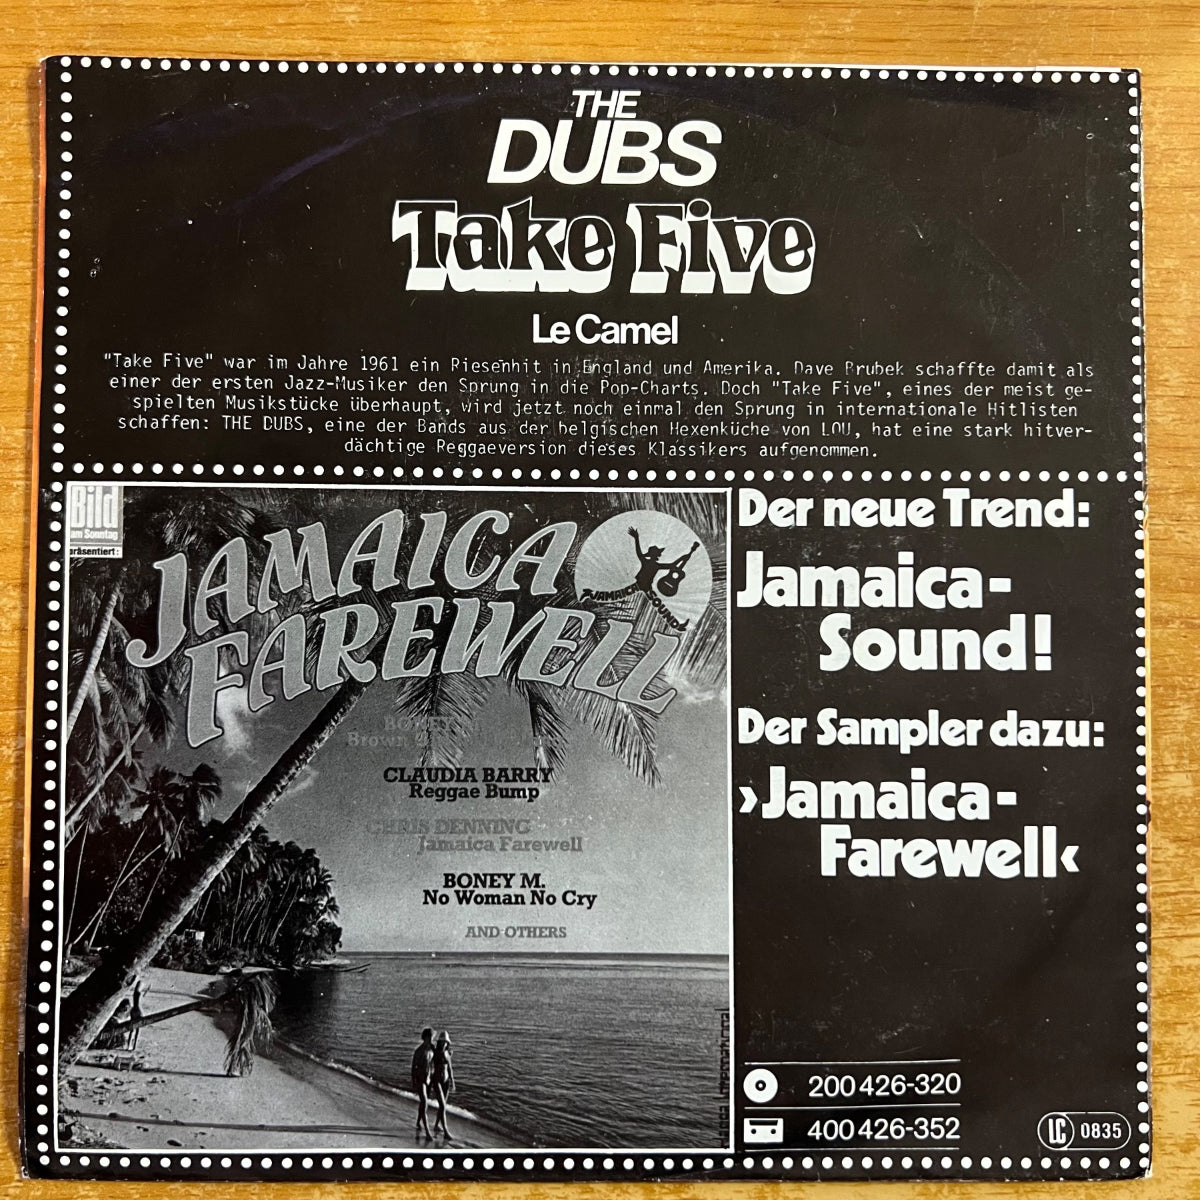 THE
DUBS
Take Five
Le Camel
"Take Five" war im Jahre 1961 ein Riesenhit in England und Amerika. Dave Brubek schaffte damit als
einer der ersten Jazz-Musiker den Sprung in die Pop-Charts. Doch "Take Five", eines der meist ge-
spielten Musikstücke überhaupt, wird jetzt noch einmal den Sprung in internationale Hitlisten
schaffen: THE DUBS, eine der Bands aus der belgischen Hexenküche von LOU, hat eine stark hitver-
dächtige Reggaeversion dieses Klassikers aufgenommen.
Bild
am Sonntag
präsentiert:
JAMAICA
FAREWELL
JAMAICA SOUND
BONEY M.
Brown
CLAUDIA BARRY
Reggae Bump
CHRIS DENNING
Jamaica Farewell
BONEY M.
No Woman No Cry
AND OTHERS
Der neue Trend:
Jamaica-
Sound!
Der Sampler dazu:
›Jamaica-
Farewell‹
200 426-320
400 426-352
LC 0835